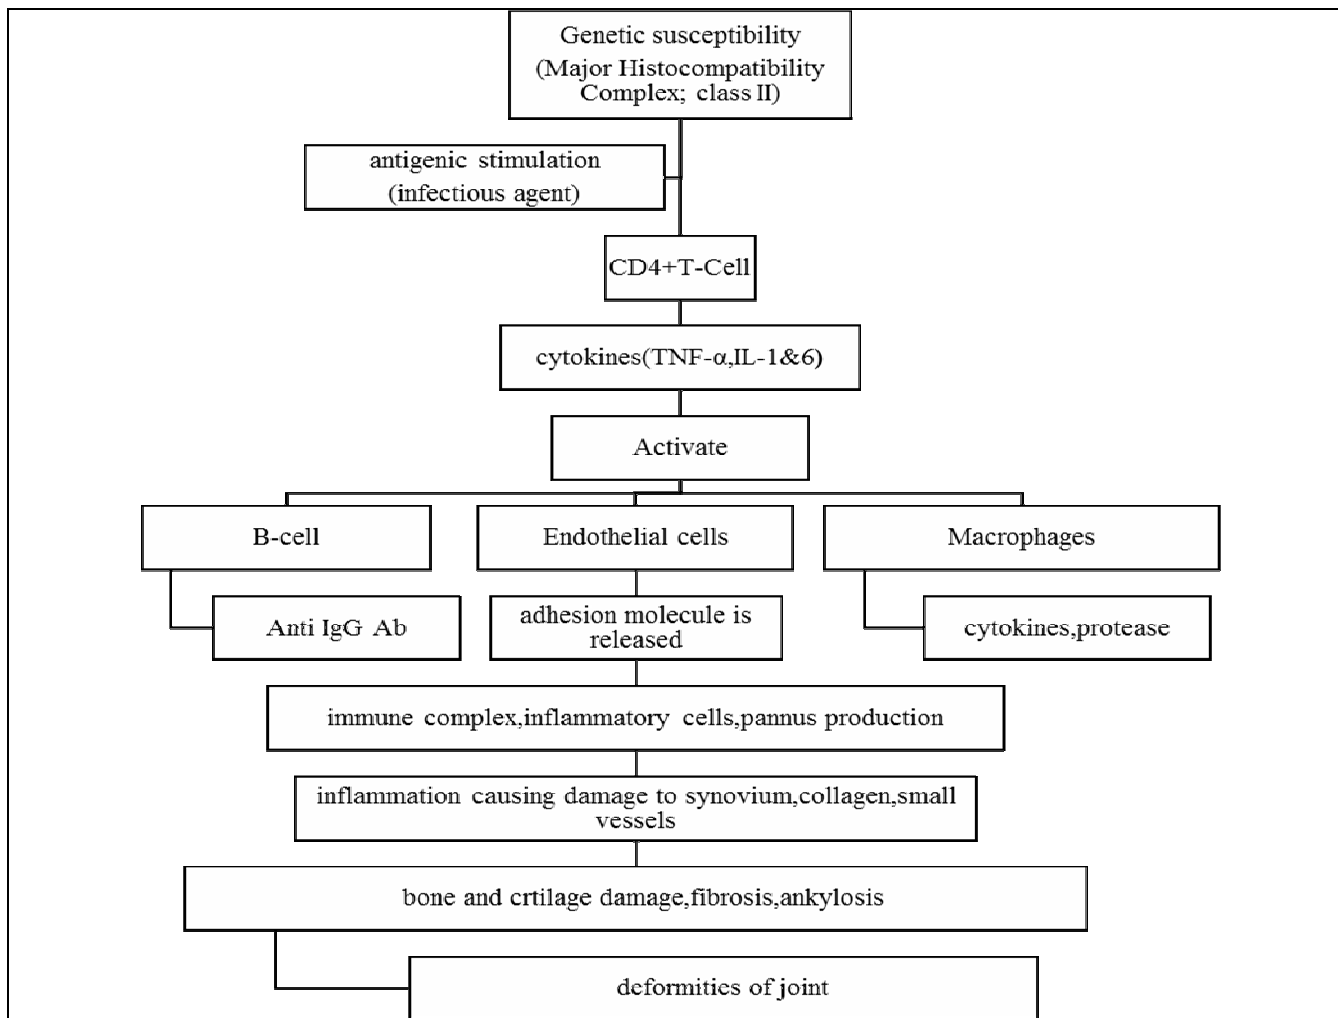 Genetic susceptibility
(Major Histocompatibility
Complex; class II)
antigenic stimulation
(infectious agent)
CD4+T-Cell
cytokines(TNF-α,IL-1&6)
Activate
B-cell
Endothelial cells
Macrophages
Anti IgG Ab
adhesion molecule is
released
cytokines,protease
immune complex,inflammatory cells,pannus production
inflammation causing damage to synovium,collagen,small
vessels
bone and crtilage damage,fibrosis,ankylosis
deformities of joint